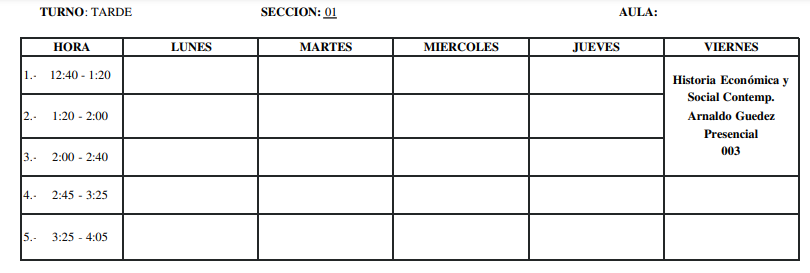 TURNO: TARDE SECCION: 01 AULA:
HORA LUNES MARTES MIERCOLES JUEVES VIERNES
1.- 12:40 - 1:20
2.- 1:20 - 2:00
3.- 2:00 - 2:40
Historia Económica y
Social Contemp.
Arnaldo Guedez
Presencial
003
4.- 2:45 - 3:25
5.- 3:25 - 4:05